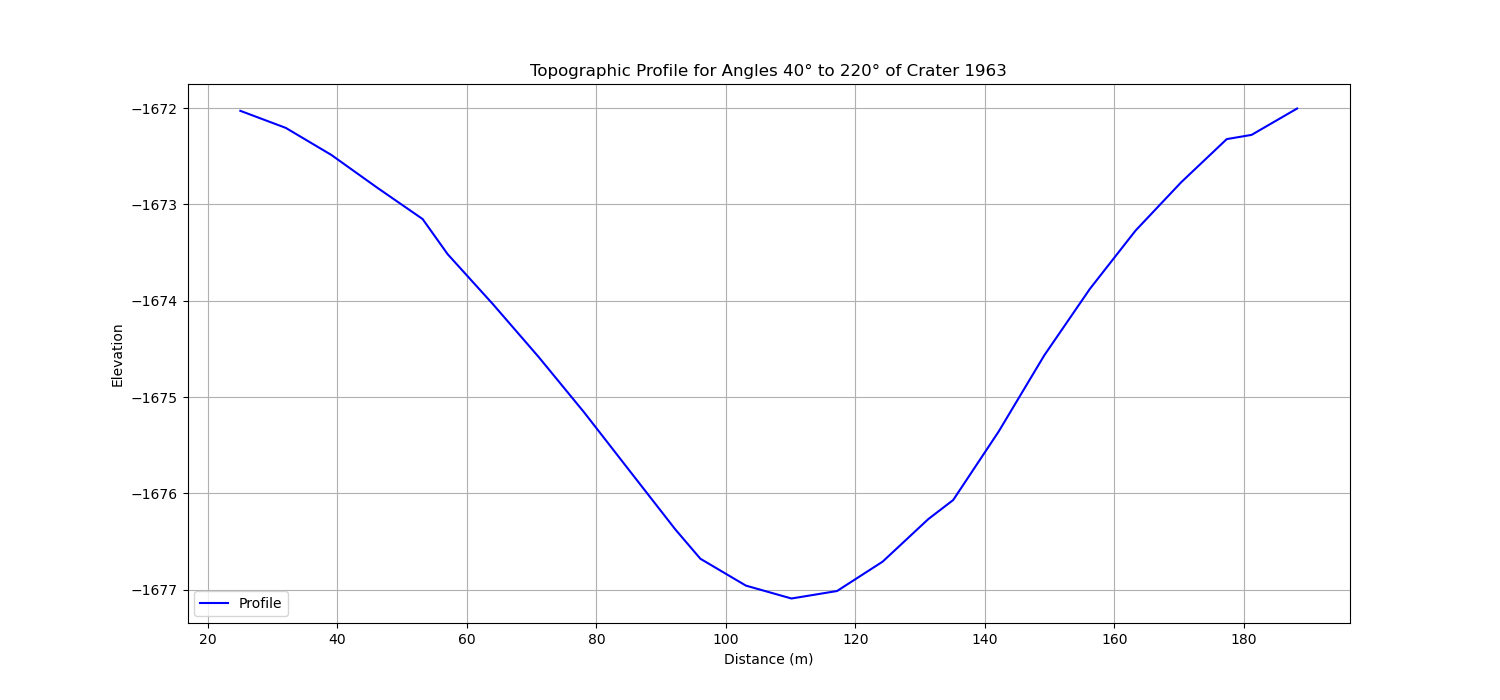 Topographic Profile for Angles 40° to 220° of Crater 1963
Elevation
−1672
−1673
−1674
−1675
−1676
−1677
Profile
20 40 60 80 100 120 140 160 180
Distance (m)